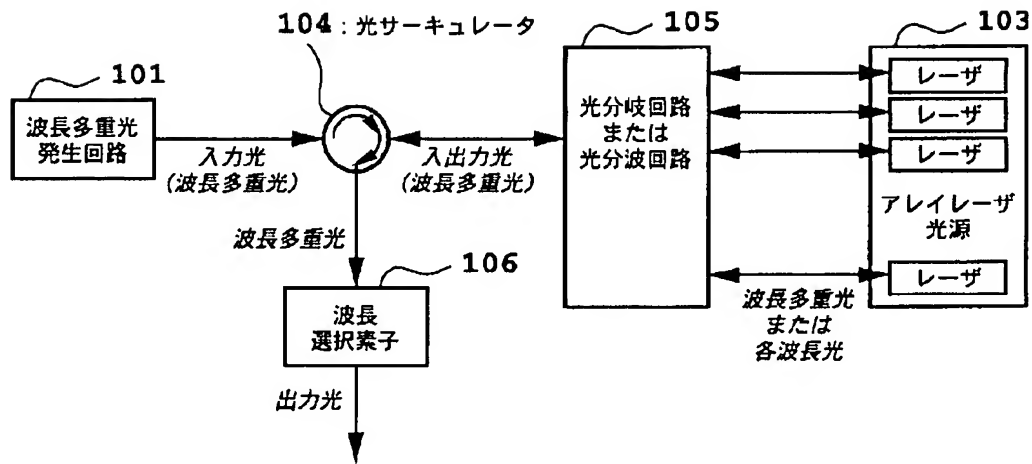 104：光サーキュレータ
105
103
101
波長多重光
発生回路
入力光
(波長多重光)
入出力光
(波長多重光)
光分岐回路
または
光分波回路
レーザ
レーザ
レーザ
アレイレーザ
光源
レーザ
波長多重光
106
波長
選択素子
出力光
波長多重光
または
各波長光